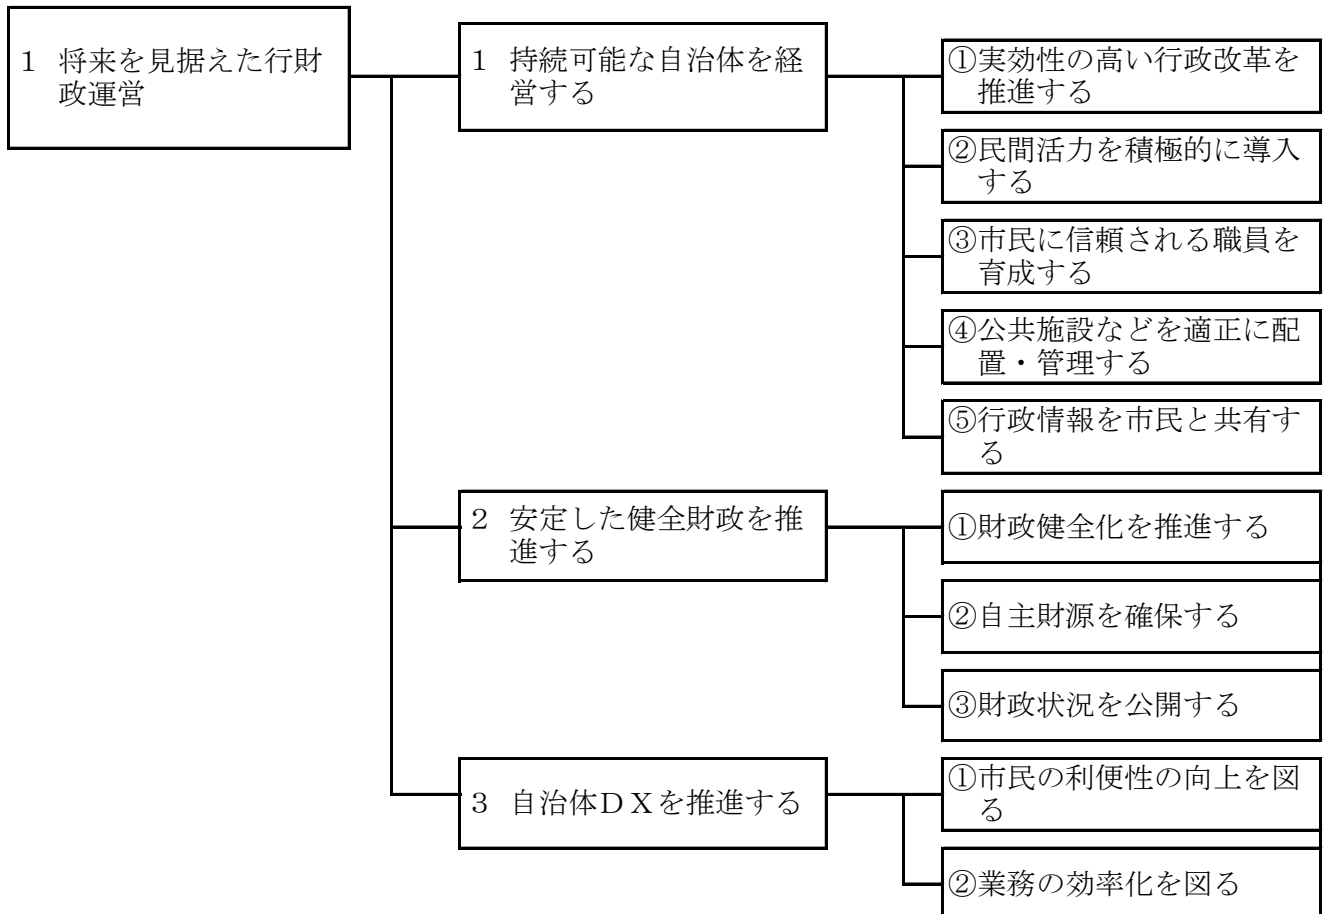 1 将来を見据えた行財
政運営
1 持続可能な自治体を経
営する
①実効性の高い行政改革を
推進する
②民間活力を積極的に導入
する
③市民に信頼される職員を
育成する
④公共施設などを適正に配
置・管理する
⑤行政情報を市民と共有す
る
2 安定した健全財政を推
進する
①財政健全化を推進する
②自主財源を確保する
③財政状況を公開する
3 自治体ＤＸを推進する
①市民の利便性の向上を図
る
②業務の効率化を図る